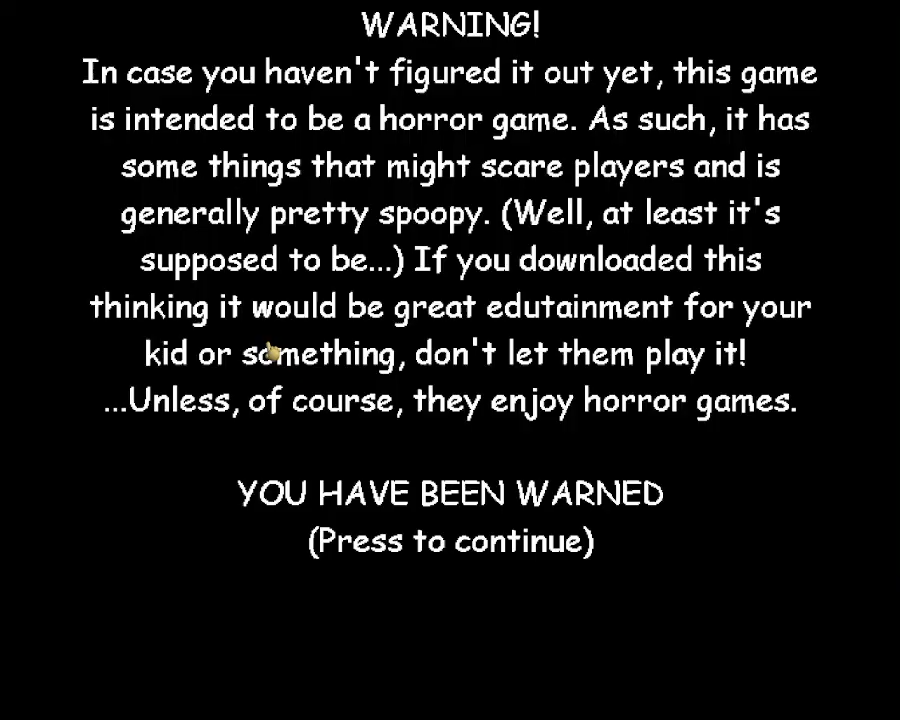 WARNING!
In case you haven't figured it out yet, this game
is intended to be a horror game. As such, it has
some things that might scare players and is
generally pretty spoopy. (Well, at least it's
supposed to be...) If you downloaded this
thinking it would be great edutainment for your
kid or something, don't let them play it!
...Unless, of course, they enjoy horror games.
YOU HAVE BEEN WARNED
(Press to continue)